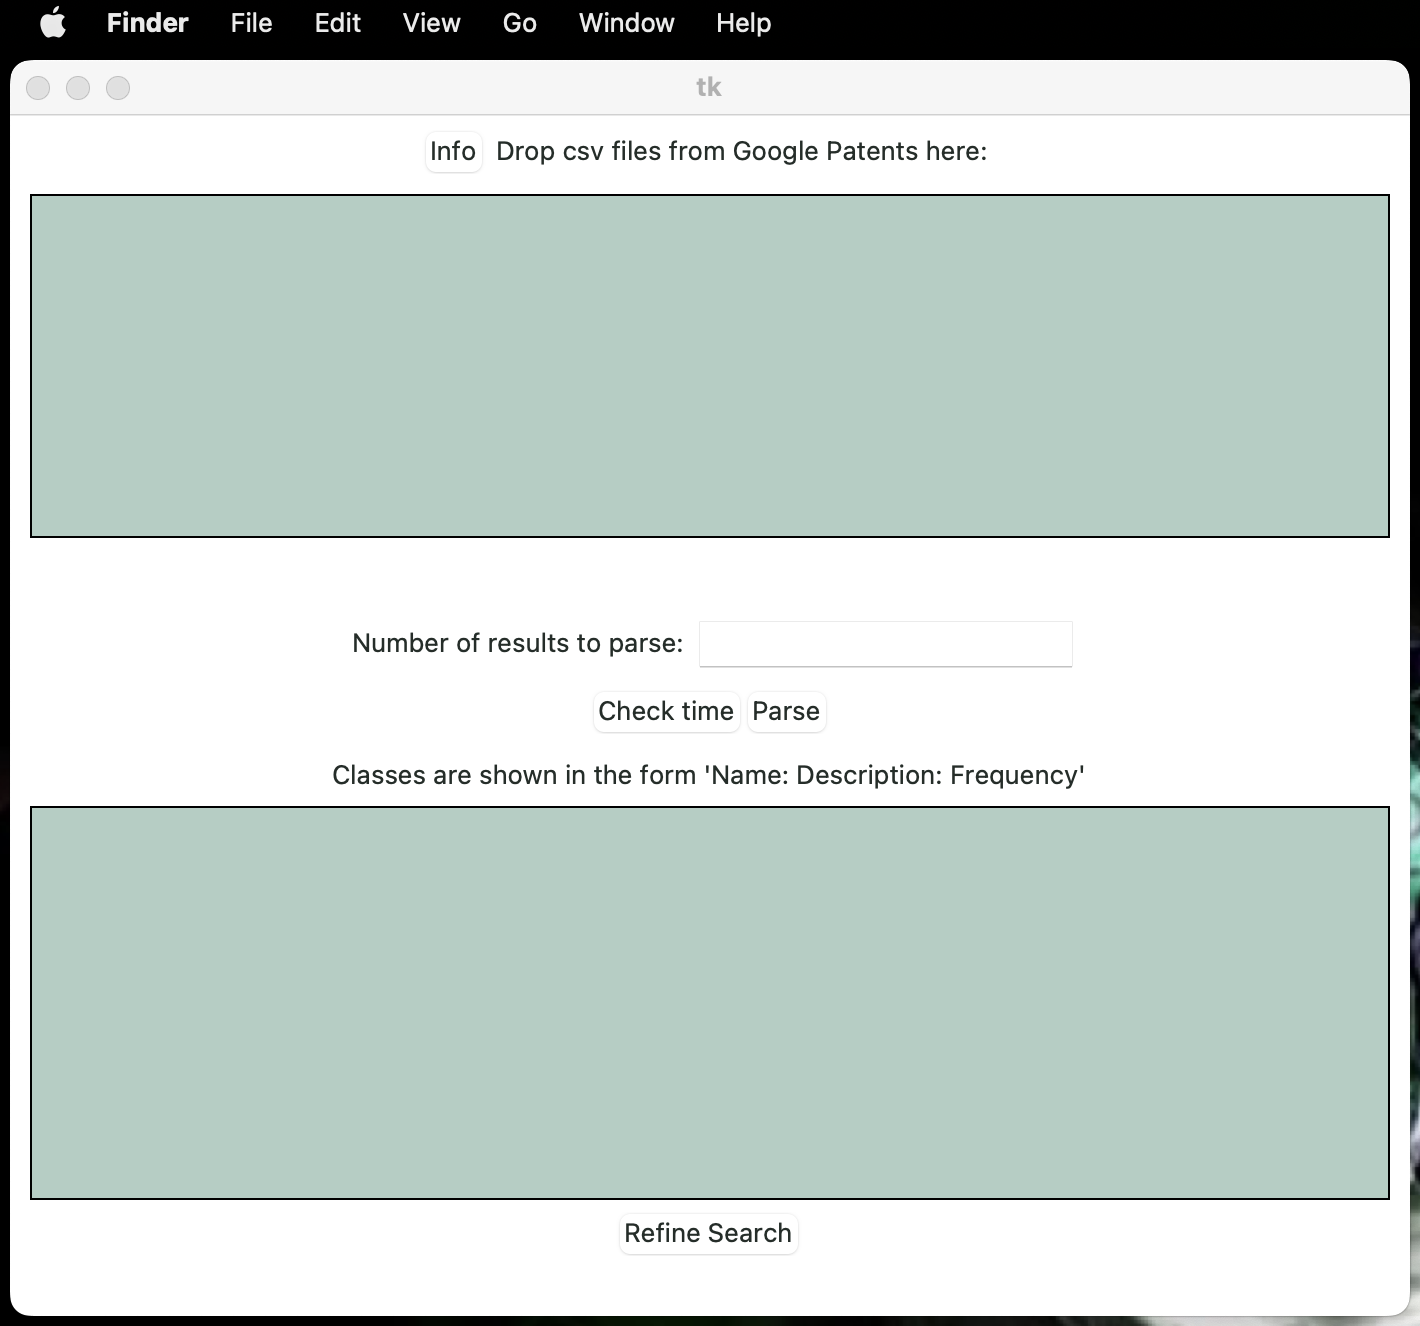 Finder File Edit View Go Window Help
tk
Info Drop csv files from Google Patents here:
Number of results to parse:
Check time Parse
Classes are shown in the form 'Name: Description: Frequency'
Refine Search